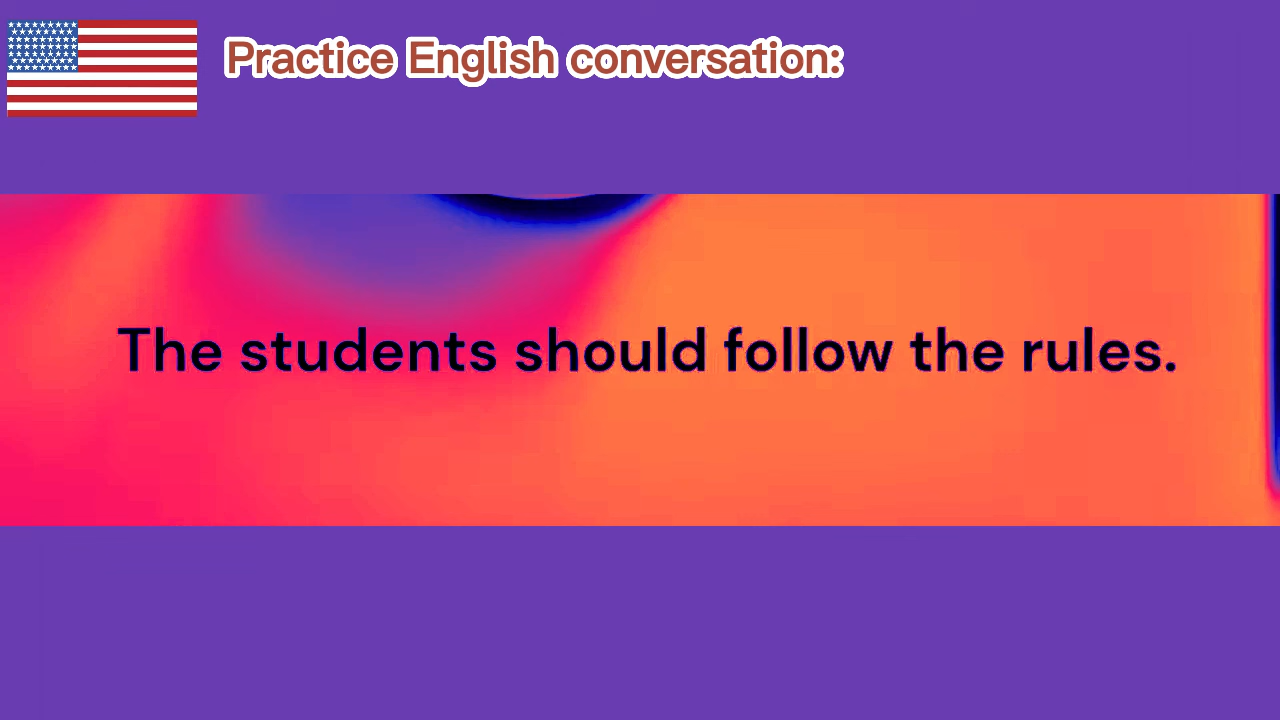 Practice English conversation:
The students should follow the rules.